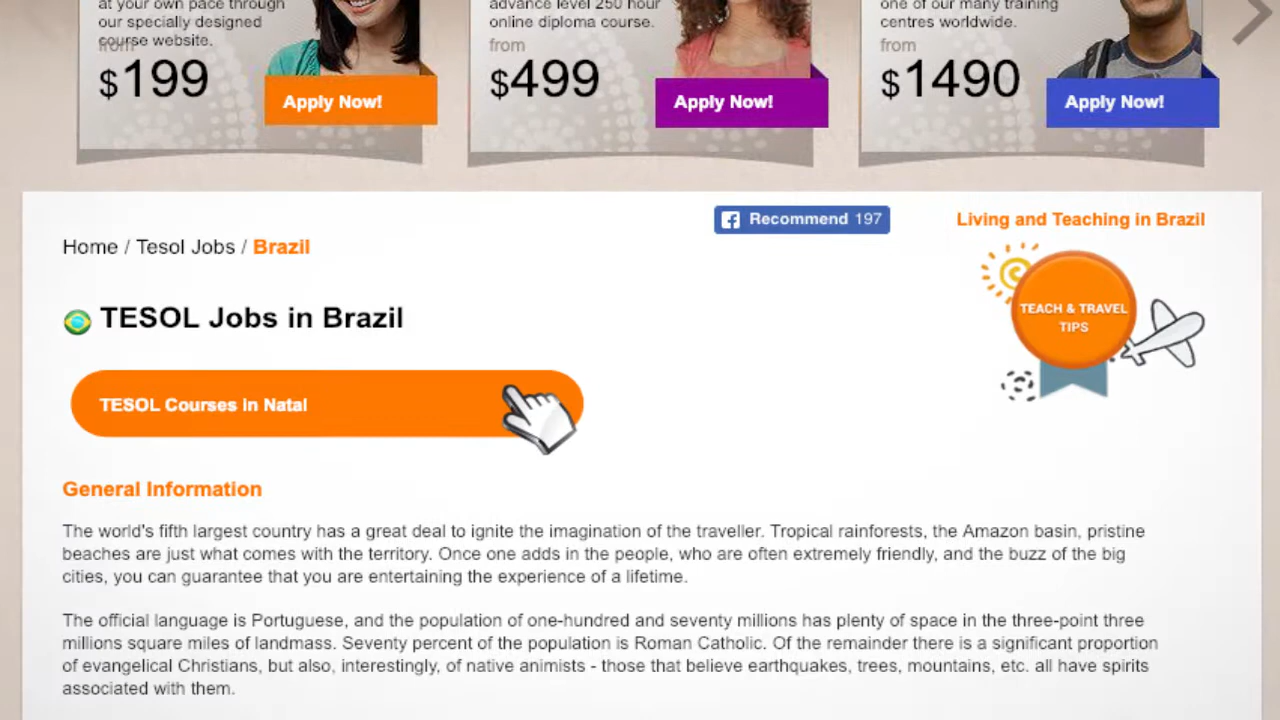 at your own pace through
our specially designed
course website.
from
$199
Apply Now!
advance level 250 hour
online diploma course.
from
$499
Apply Now!
one of our many training
centres worldwide.
from
$1490
Apply Now!
Recommend 197
Living and Teaching in Brazil
Home / Tesol Jobs / Brazil
TEACH & TRAVEL
TIPS
TESOL Jobs in Brazil
TESOL Courses in Natal
General Information
The world's fifth largest country has a great deal to ignite the imagination of the traveller. Tropical rainforests, the Amazon basin, pristine
beaches are just what comes with the territory. Once one adds in the people, who are often extremely friendly, and the buzz of the big
cities, you can guarantee that you are entertaining the experience of a lifetime.
The official language is Portuguese, and the population of one-hundred and seventy millions has plenty of space in the three-point three
millions square miles of landmass. Seventy percent of the population is Roman Catholic. Of the remainder there is a significant proportion
of evangelical Christians, but also, interestingly, of native animists - those that believe earthquakes, trees, mountains, etc. all have spirits
associated with them.